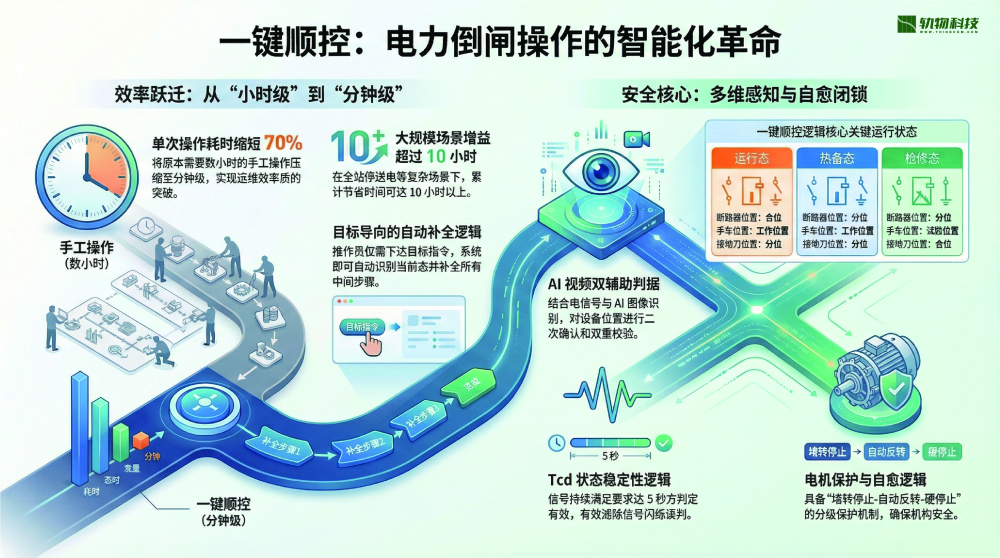 轨物科技
WWW.THINGCOM.COM
一键顺控：电力倒闸操作的智能化革命
效率跃迁：从“小时级”到“分钟级”
单次操作耗时缩短 70%
将原本需要数小时的手工操作压
缩至分钟级，实现运维效率质的
突破。
手工操作
（数小时）
10+
大规模场景增益
超过 10 小时
在全站停送电等复杂场景下，累
计节省时间可达 10 小时以上。
目标导向的自动补全逻辑
推作员仅需下达目标指令，系统
即可自动识别当前态并补全所有
中间步骤。
目标指令
补全步骤1
补全步骤2
补全步骤3
分钟
态时
耗时
一键顺控
（分钟级）
安全核心：多维感知与自愈闭锁
一键顺控逻辑核心关键运行状态
运行态
断路器位置：合位
手车位置：工作位置
接地刀位置：分位
热备态
断路器位置：分位
手车位置：工作位置
接地刀位置：分位
检修态
断路器位置：分位
手车位置：试验位置
接地刀位置：合位
AI 视频双辅助判据
结合电信号与 AI 图像识
别，对设备位置进行二
次确认和双重校验。
5 秒
Tcd 状态稳定性逻辑
信号持续满足要求达 5 秒方判定
有效，有效滤除信号闪烁误判。
堵转停止
自动反转
硬停止
电机保护与自愈逻辑
具备“堵转停止-自动反转-硬停止”
的分级保护机制，确保机构安全。